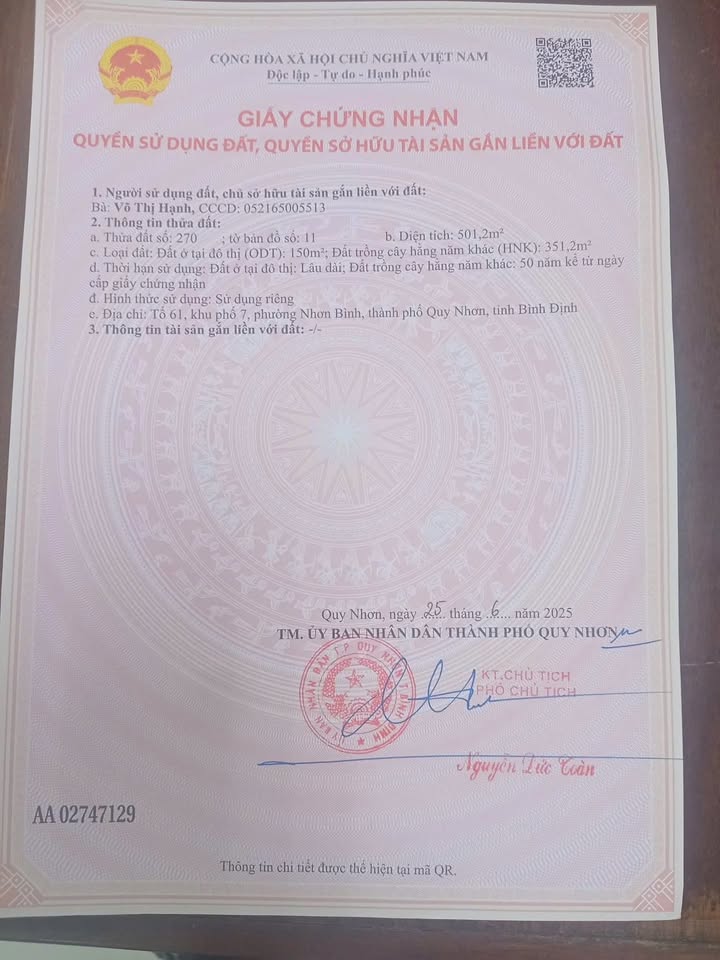 CỘNG HÒA XÃ HỘI CHỦ NGHĨA VIỆT NAM
Độc lập - Tự do - Hạnh phúc
GIẤY CHỨNG NHẬN
QUYỀN SỬ DỤNG ĐẤT, QUYỀN SỞ HỮU TÀI SẢN GẮN LIỀN VỚI ĐẤT
1. Người sử dụng đất, chủ sở hữu tài sản gắn liền với đất:
Bà: Võ Thị Hạnh, CCCD: 052165005513
2. Thông tin thửa đất:
a. Thửa đất số: 270 ; tờ bản đồ số: 11 b. Diện tích: 501,2m²
c. Loại đất: Đất ở tại đô thị (ODT): 150m²; Đất trồng cây hằng năm khác (HNK): 351,2m²
d. Thời hạn sử dụng: Đất ở tại đô thị: Lâu dài; Đất trồng cây hằng năm khác: 50 năm kể từ ngày
cấp giấy chứng nhận
đ. Hình thức sử dụng: Sử dụng riêng
e. Địa chỉ: Tổ 61, khu phố 7, phường Nhơn Bình, thành phố Quy Nhơn, tỉnh Bình Định
3. Thông tin tài sản gắn liền với đất: -/-
Quy Nhơn, ngày 25 tháng 6 năm 2025
TM. ỦY BAN NHÂN DÂN THÀNH PHỐ QUY NHƠN
KT.CHỦ TỊCH
PHÓ CHỦ TỊCH
ỦY BAN NHÂN DÂN T.P QUY NHƠN T.BÌNH ĐỊNH
Nguyễn Đức Toàn
AA 02747129
Thông tin chi tiết được thể hiện tại mã QR.